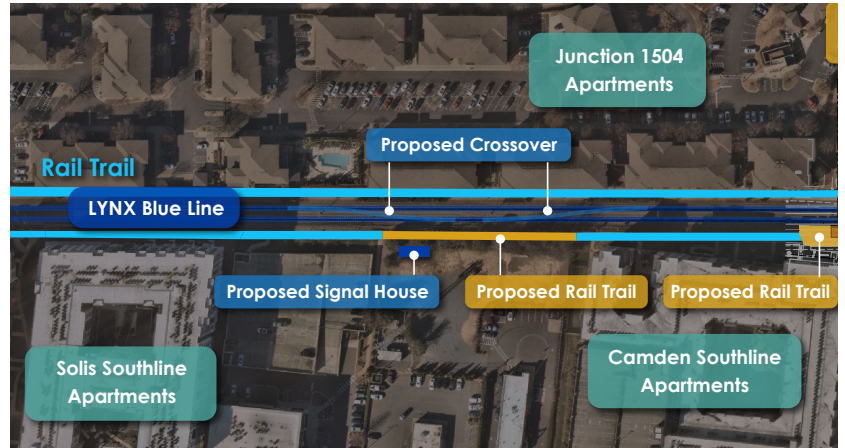 Junction 1504
Apartments
Proposed Crossover
Rail Trail
LYNX Blue Line
Proposed Signal House
Proposed Rail Trail
Proposed Rail Trail
Solis Southline
Apartments
Camden Southline
Apartments